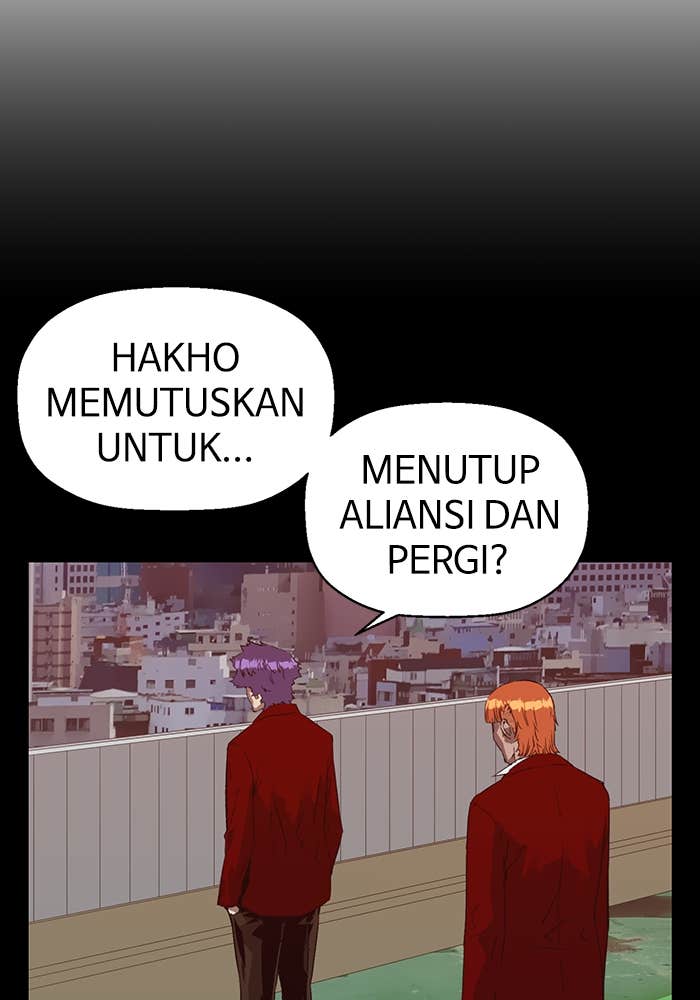 HAKHO
MEMUTUSKAN
UNTUK...
MENUTUP
ALIANSI DAN
PERGI?